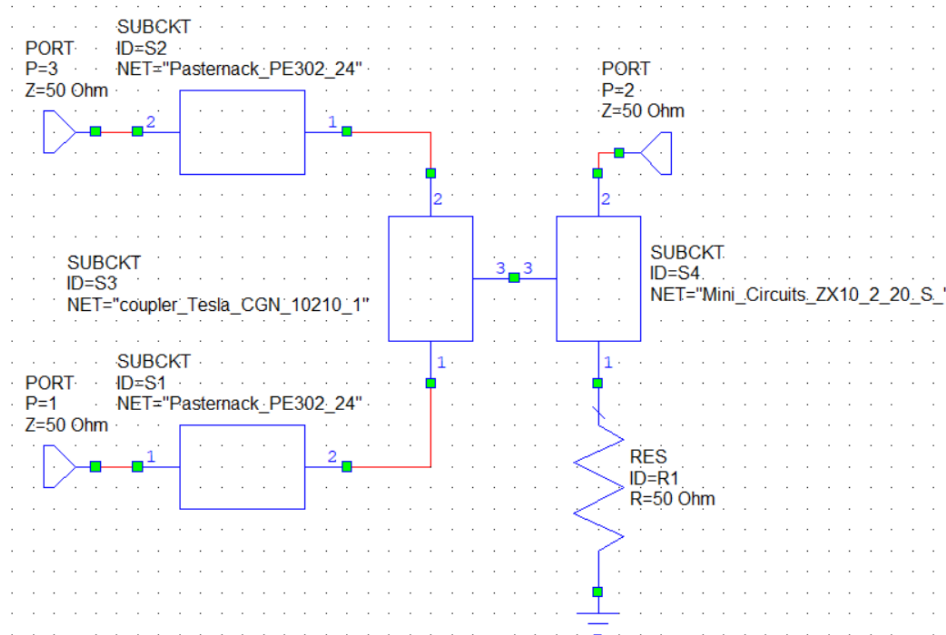 SUBCKT
ID=S2
NET="Pasternack_PE302_24"
PORT
P=3
Z=50 Ohm
2
1
PORT
P=2
Z=50 Ohm
2
2
SUBCKT
ID=S3
NET="coupler_Tesla_CGN_10210_1"
3
3
SUBCKT
ID=S4
NET="Mini_Circuits_ZX10_2_20_S_"
1
1
SUBCKT
ID=S1
NET="Pasternack_PE302_24"
PORT
P=1
Z=50 Ohm
1
2
RES
ID=R1
R=50 Ohm